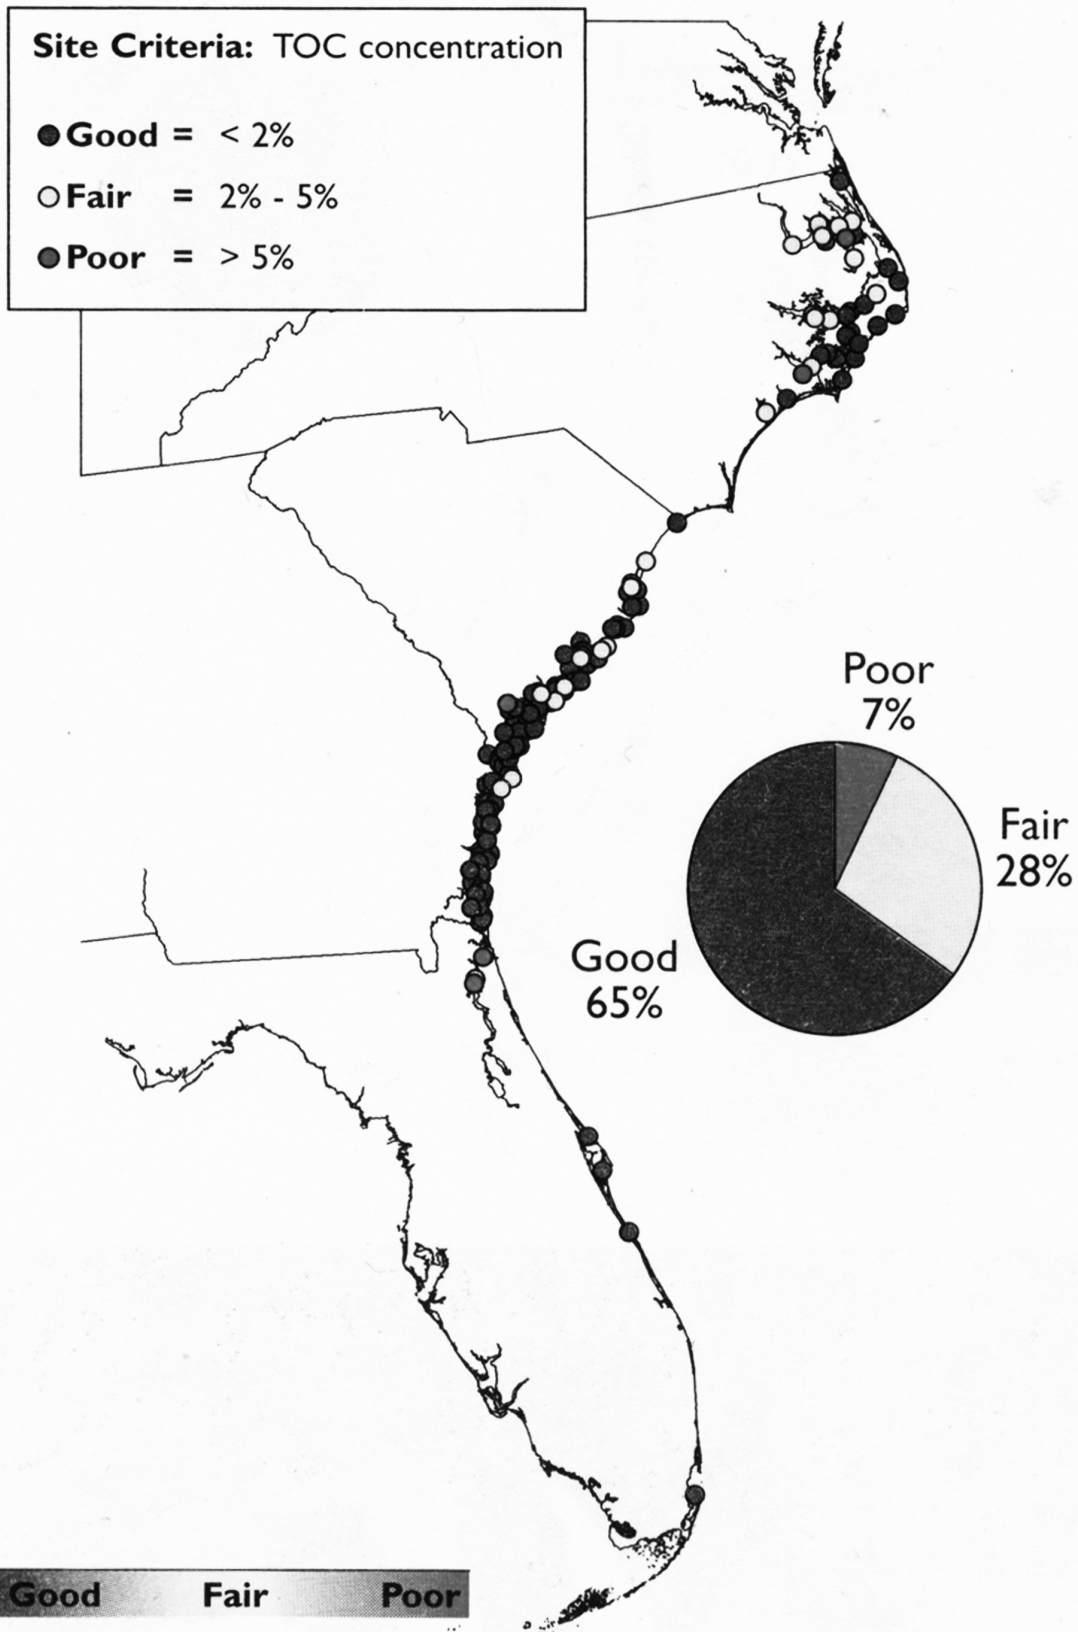 Site Criteria: TOC concentration
Good = < 2%
Fair = 2% - 5%
Poor = > 5%
Poor
7%
Fair
28%
Good
65%
Good Fair Poor